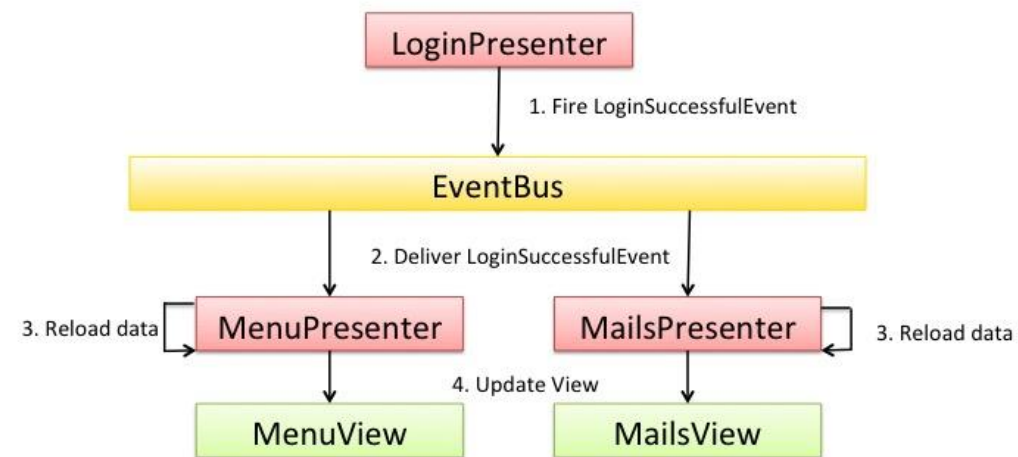 LoginPresenter
1. Fire LoginSuccessfulEvent
EventBus
2. Deliver LoginSuccessfulEvent
3. Reload data
MenuPresenter
MailsPresenter
3. Reload data
4. Update View
MenuView
MailsView